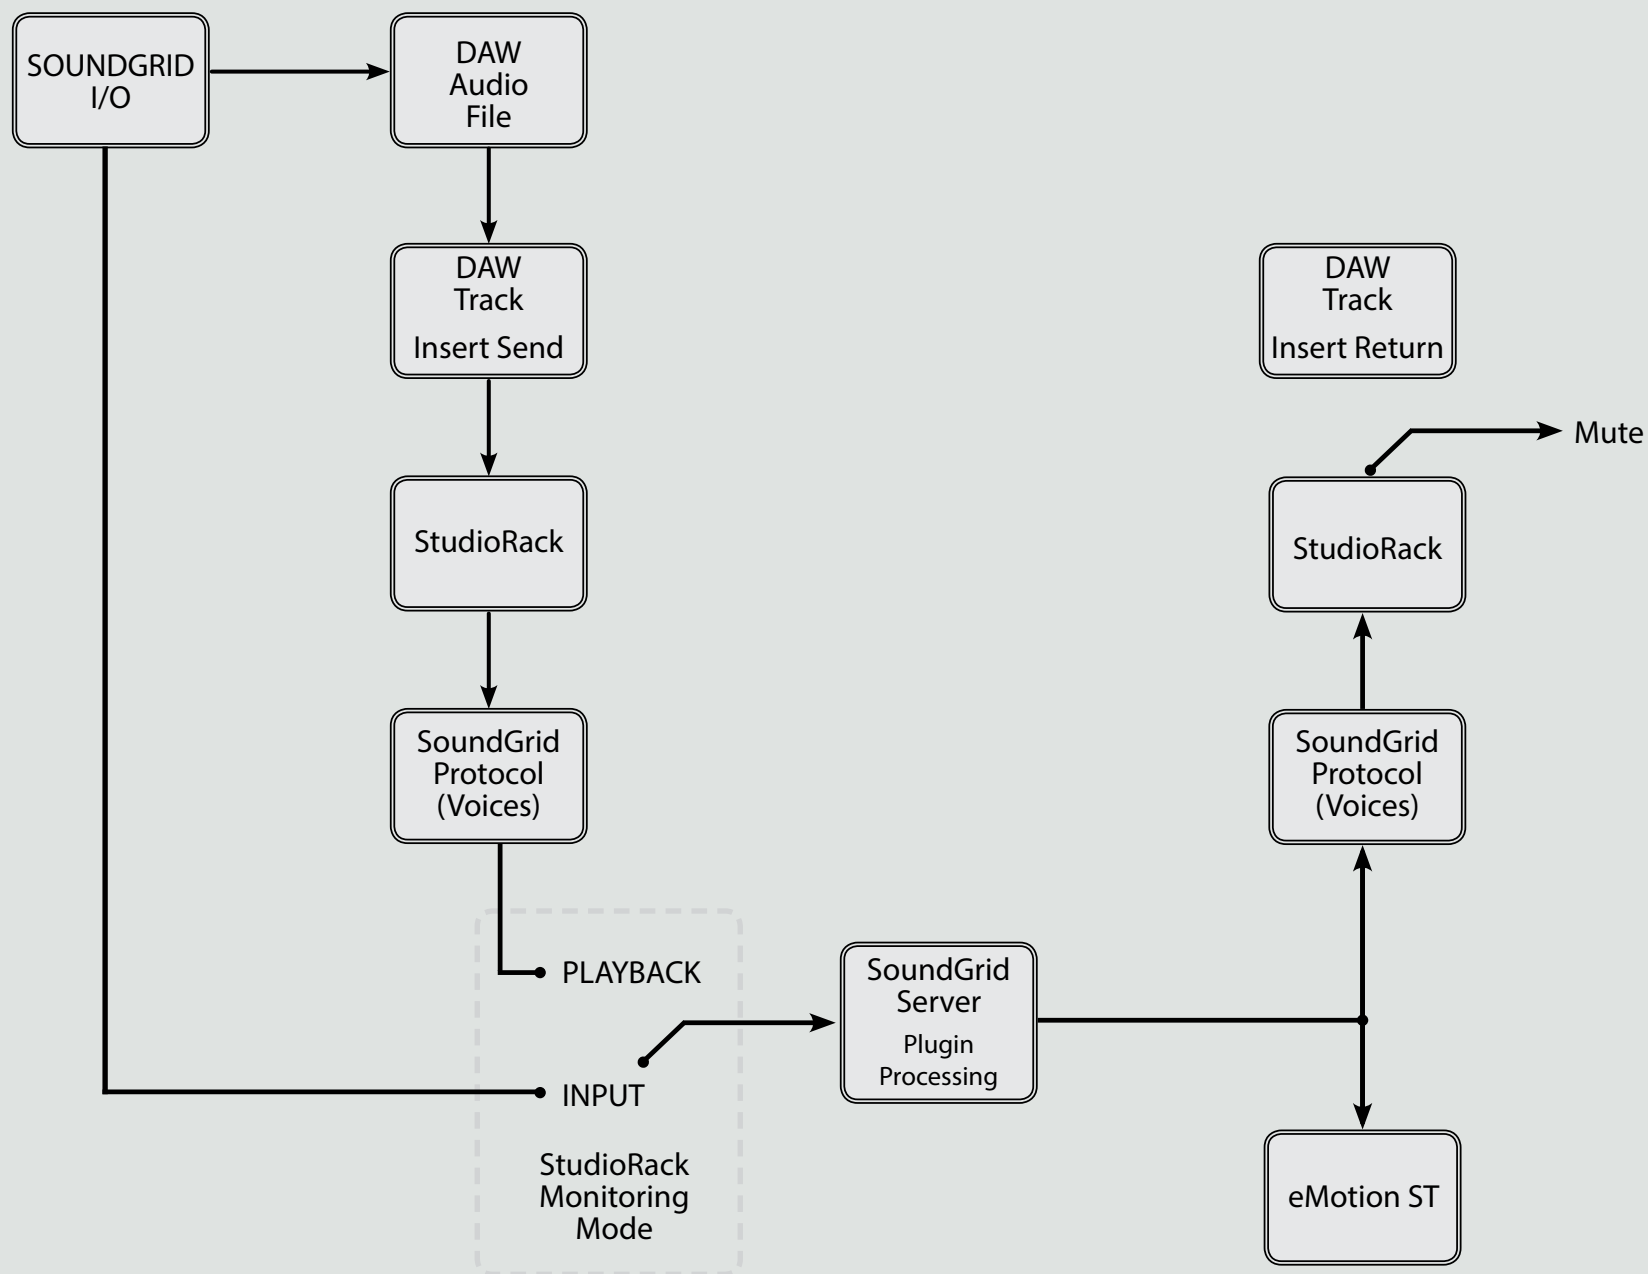 SOUNDGRID
I/O
DAW
Audio
File
DAW
Track
Insert Send
DAW
Track
Insert Return
Mute
StudioRack
StudioRack
SoundGrid
Protocol
(Voices)
SoundGrid
Protocol
(Voices)
PLAYBACK
INPUT
StudioRack
Monitoring
Mode
SoundGrid
Server
Plugin
Processing
eMotion ST